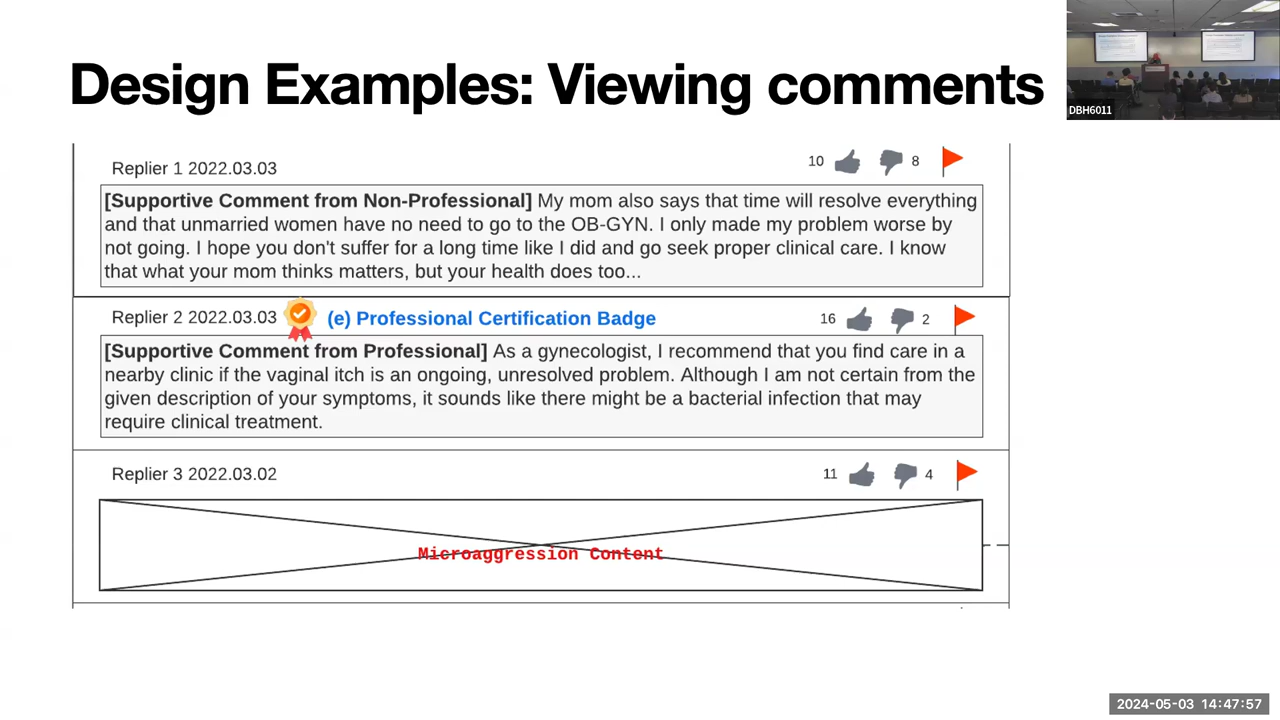 Design Examples: Viewing comments
DBH6011
Replier 1 2022.03.03
10
8
[Supportive Comment from Non-Professional] My mom also says that time will resolve everything
and that unmarried women have no need to go to the OB-GYN. I only made my problem worse by
not going. I hope you don't suffer for a long time like I did and go seek proper clinical care. I know
that what your mom thinks matters, but your health does too...
Replier 2 2022.03.03
(e) Professional Certification Badge
16
2
[Supportive Comment from Professional] As a gynecologist, I recommend that you find care in a
nearby clinic if the vaginal itch is an ongoing, unresolved problem. Although I am not certain from the
given description of your symptoms, it sounds like there might be a bacterial infection that may
require clinical treatment.
Replier 3 2022.03.02
11
4
Microaggression Content
2024-05-03 14:47:57